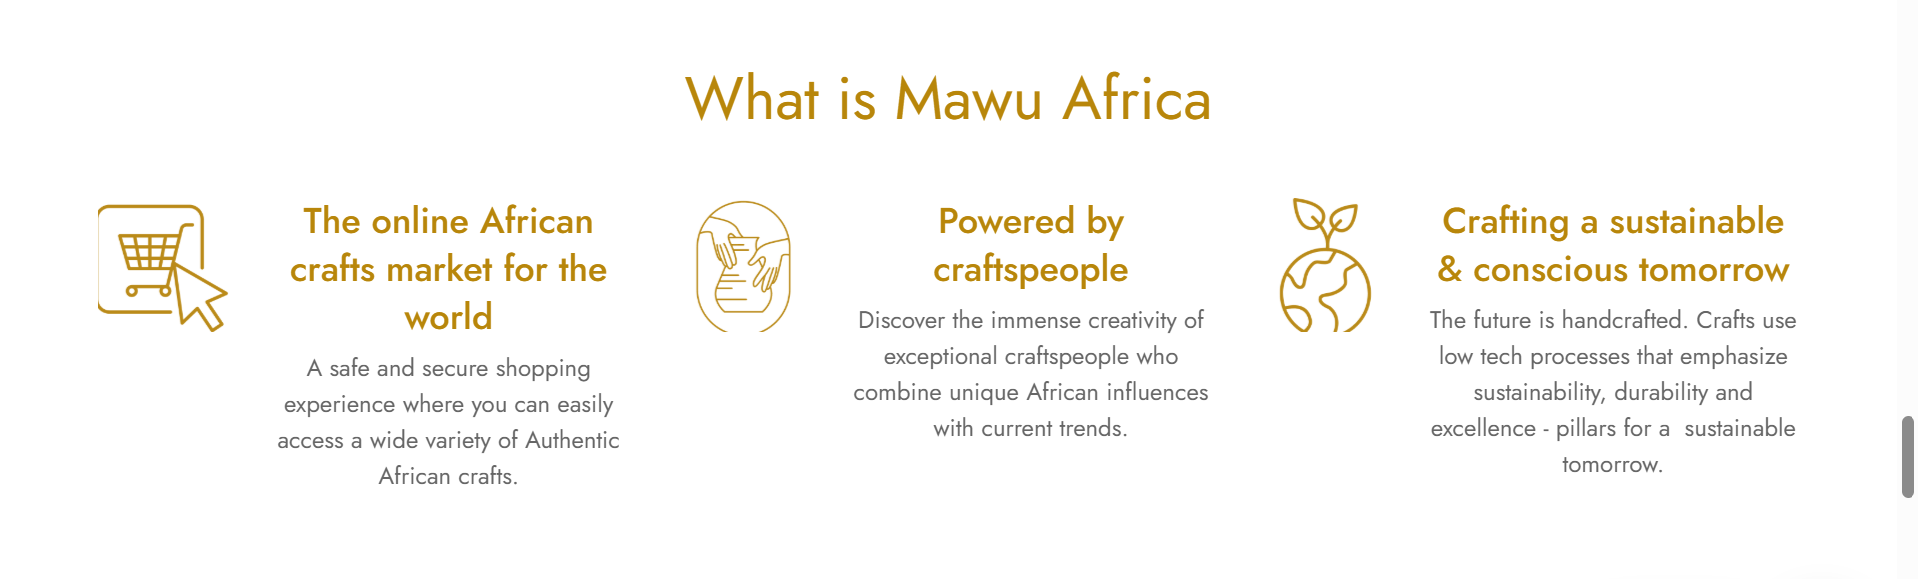 What is Mawu Africa
The online African
crafts market for the
world
A safe and secure shopping
experience where you can easily
access a wide variety of Authentic
African crafts.
Powered by
craftspeople
Discover the immense creativity of
exceptional craftspeople who
combine unique African influences
with current trends.
Crafting a sustainable
& conscious tomorrow
The future is handcrafted. Crafts use
low tech processes that emphasize
sustainability, durability and
excellence - pillars for a  sustainable
tomorrow.